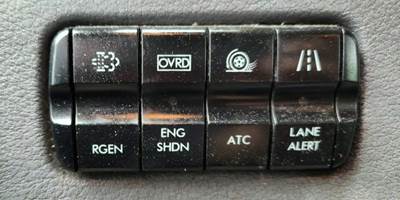 OVRD
RGEN
ENG
SHDN
ATC
LANE
ALERT